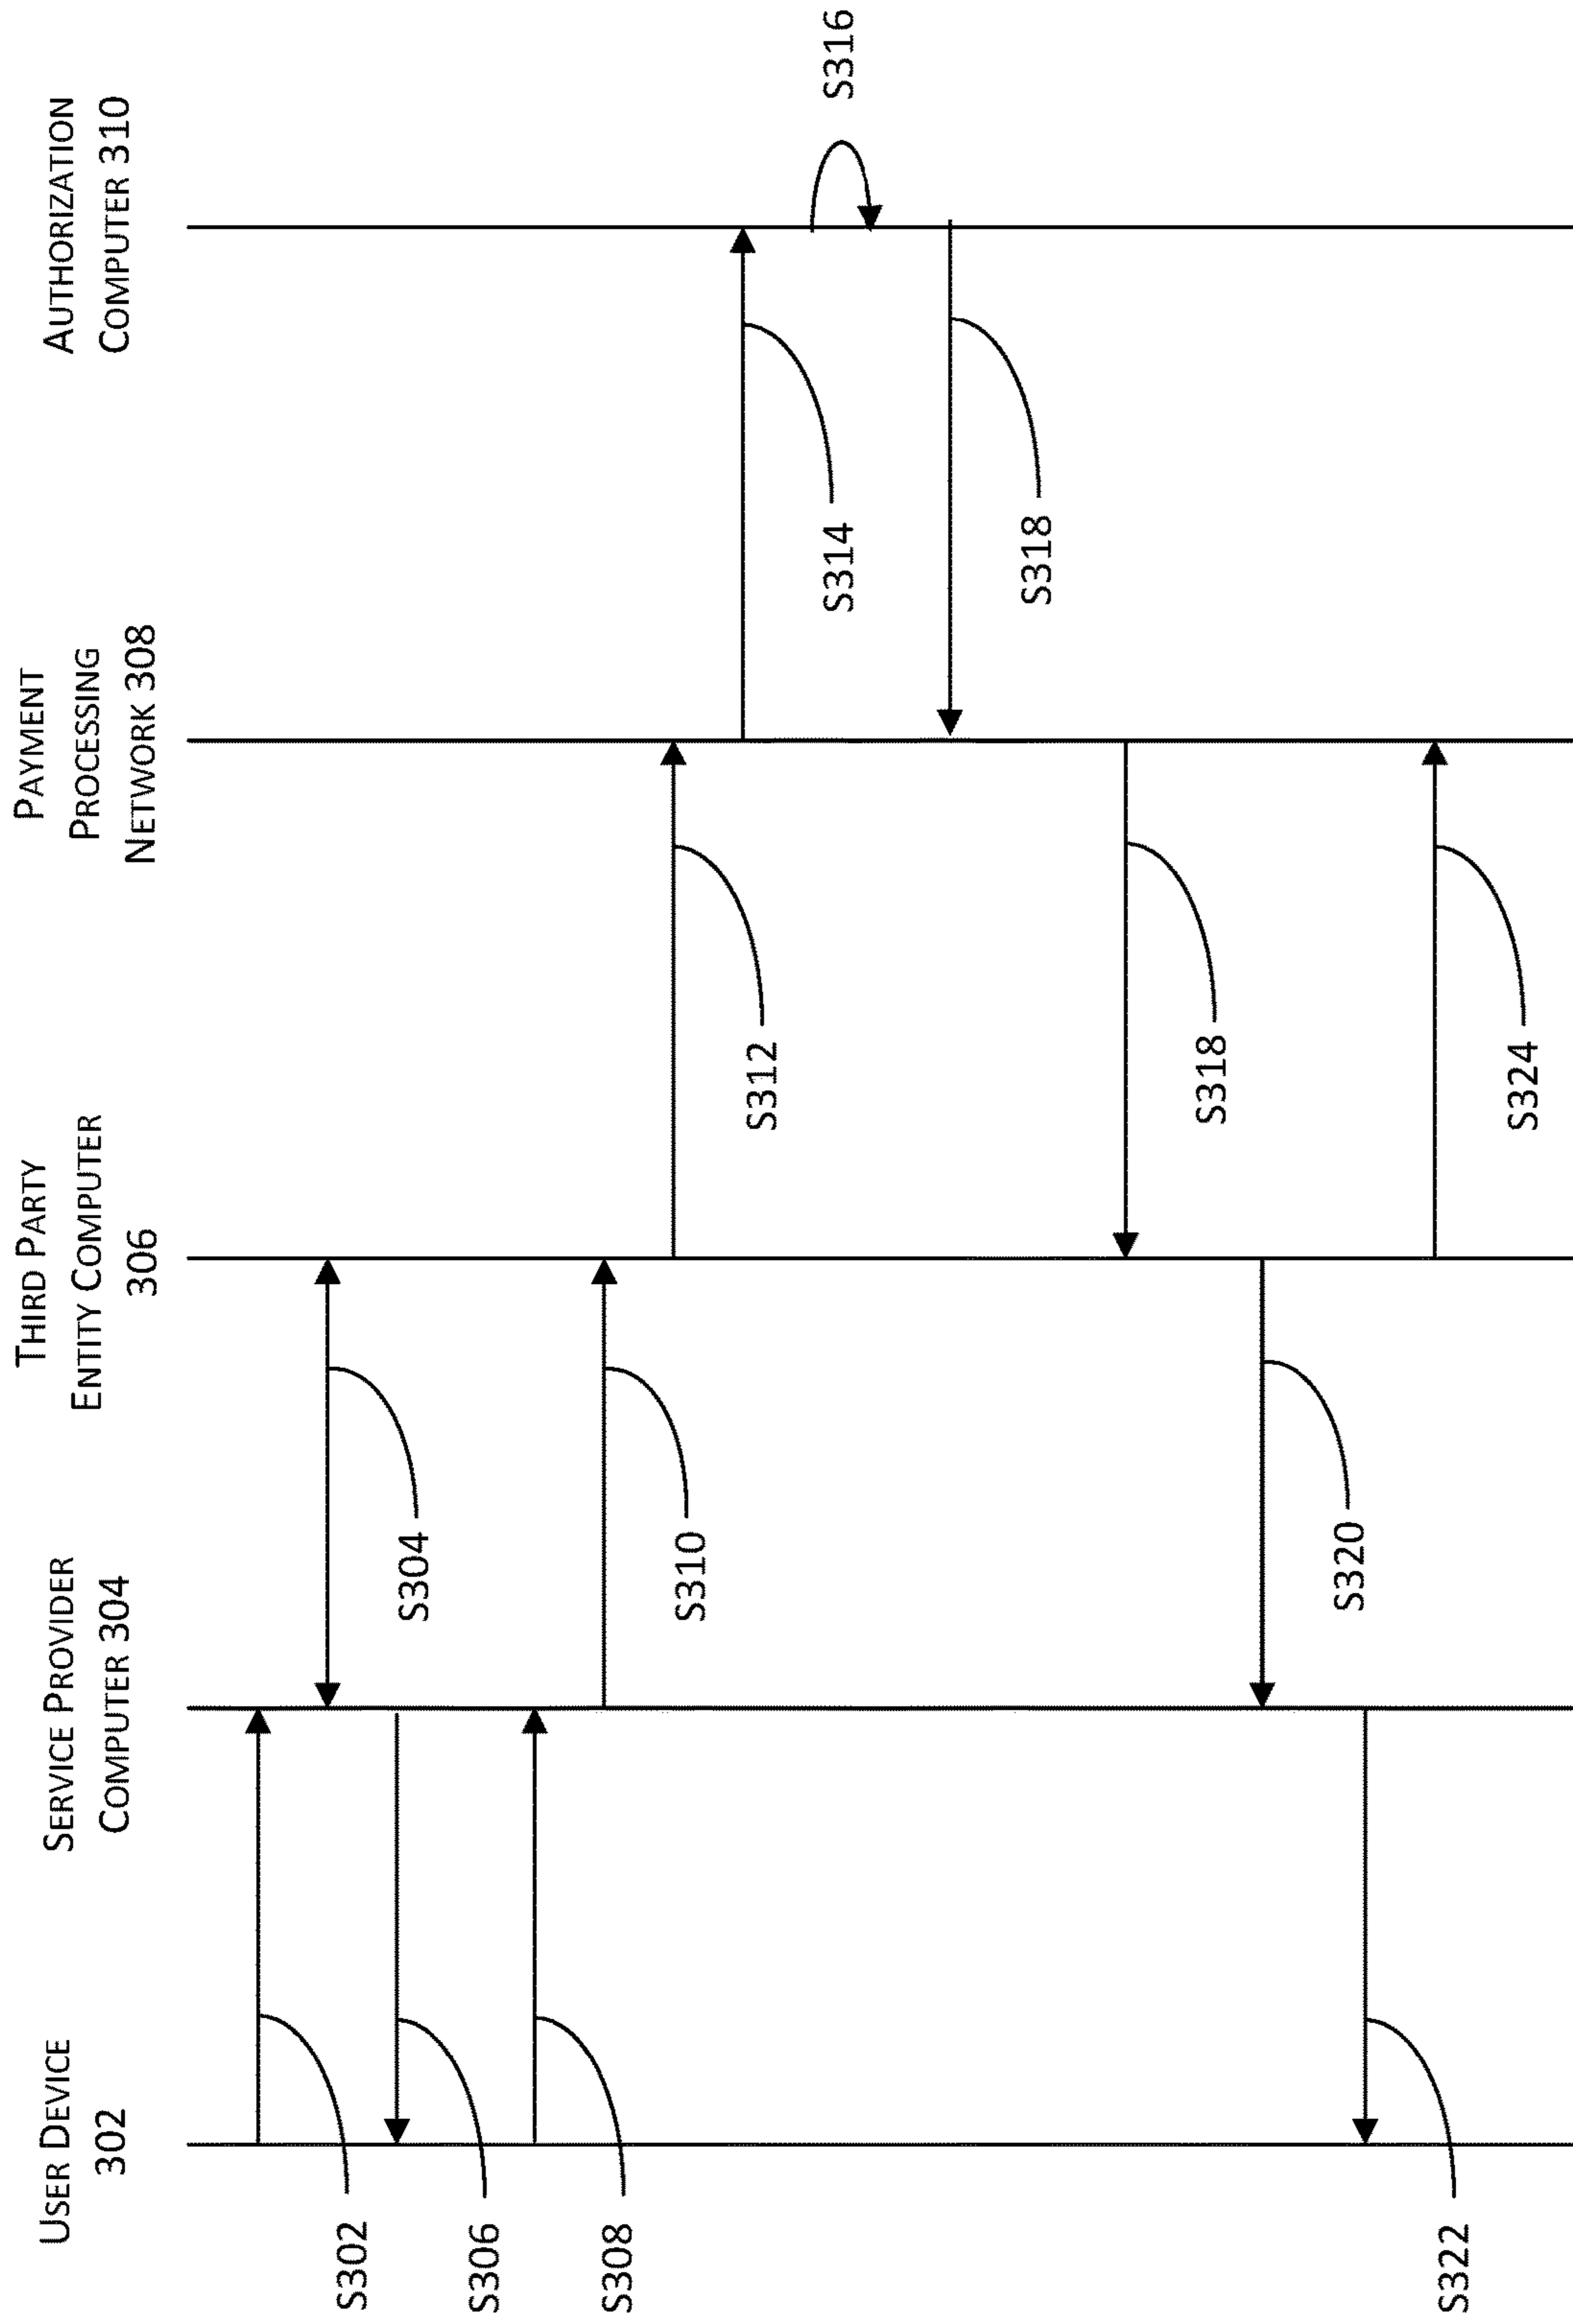 USER DEVICE
302
SERVICE PROVIDER
COMPUTER 304
THIRD PARTY
ENTITY COMPUTER
306
PAYMENT
PROCESSING
NETWORK 308
AUTHORIZATION
COMPUTER 310
S302
S304
S306
S308
S310
S312
S314
S316
S318
S318
S320
S322
S324